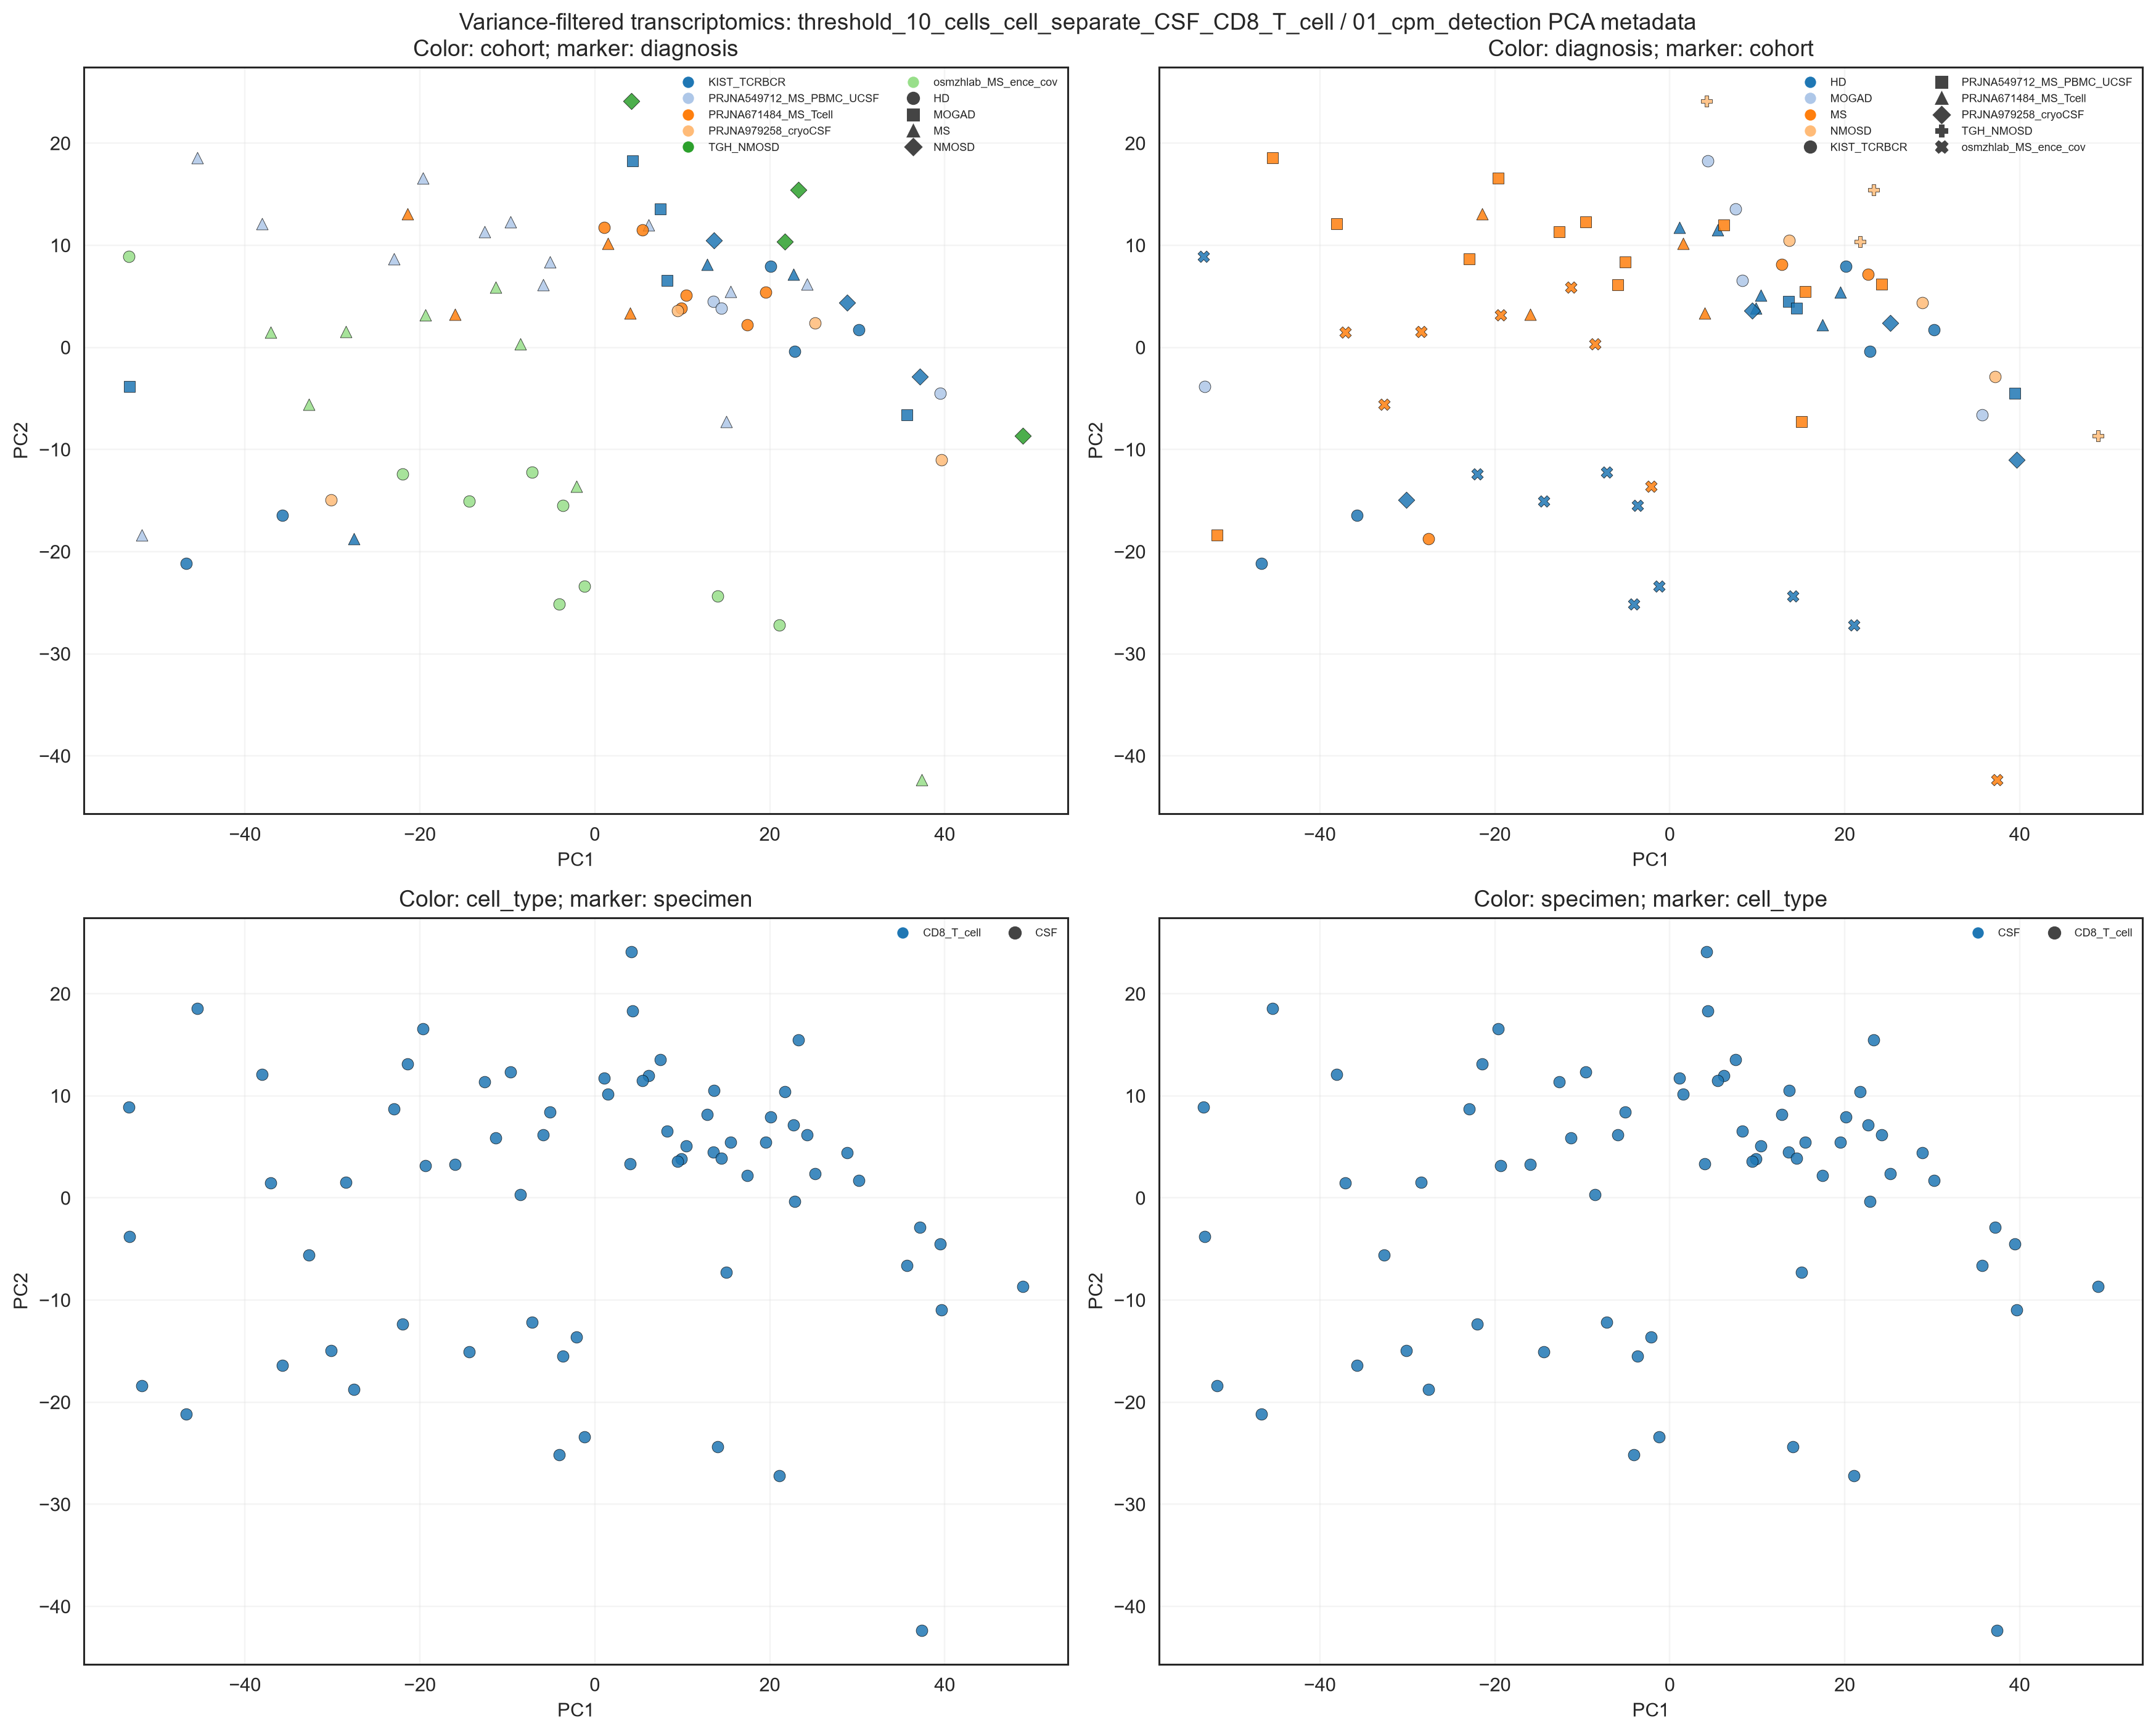 Variance-filtered transcriptomics: threshold_10_cells_cell_separate_CSF_CD8_T_cell / 01_cpm_detection PCA metadata
Color: cohort; marker: diagnosis
KIST_TCRBCR
PRJNA549712_MS_PBMC_UCSF
PRJNA671484_MS_Tcell
PRJNA979258_cryoCSF
TGH_NMOSD
osmzhlab_MS_ence_cov
HD
MOGAD
MS
NMOSD
20
10
0
−10
−20
−30
−40
PC2
−40
−20
0
20
40
PC1
Color: diagnosis; marker: cohort
HD
MOGAD
MS
NMOSD
KIST_TCRBCR
PRJNA549712_MS_PBMC_UCSF
PRJNA671484_MS_Tcell
PRJNA979258_cryoCSF
TGH_NMOSD
osmzhlab_MS_ence_cov
20
10
0
−10
−20
−30
−40
PC2
−40
−20
0
20
40
PC1
Color: cell_type; marker: specimen
CD8_T_cell
CSF
20
10
0
−10
−20
−30
−40
PC2
−40
−20
0
20
40
PC1
Color: specimen; marker: cell_type
CSF
CD8_T_cell
20
10
0
−10
−20
−30
−40
PC2
−40
−20
0
20
40
PC1